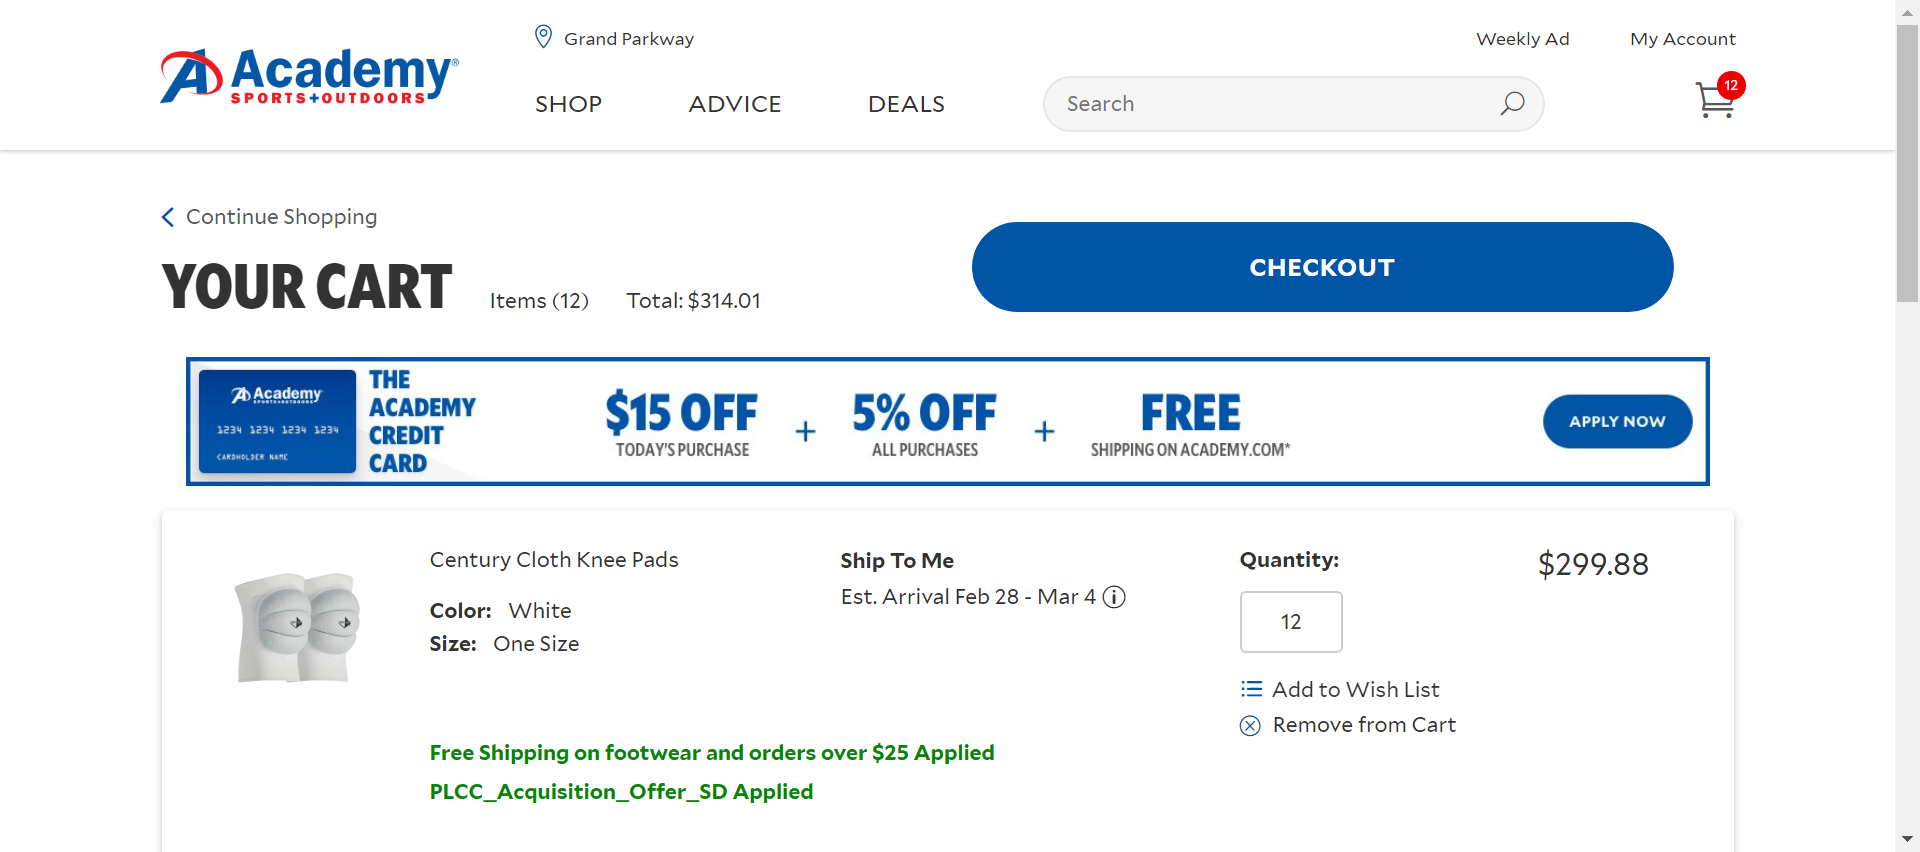 Grand Parkway
Weekly Ad
My Account
Academy®
SPORTS+OUTDOORS
SHOP
ADVICE
DEALS
Search
12
Continue Shopping
YOUR CART
Items (12)
Total: $314.01
CHECKOUT
Academy
SPORTS+OUTDOORS
1234 1234 1234 1234
CARDHOLDER NAME
THE
ACADEMY
CREDIT
CARD
$15 OFF
TODAY'S PURCHASE
+
5% OFF
ALL PURCHASES
+
FREE
SHIPPING ON ACADEMY.COM*
APPLY NOW
Century Cloth Knee Pads
Color: White
Size: One Size
Ship To Me
Est. Arrival Feb 28 - Mar 4
Quantity:
12
$299.88
Add to Wish List
Remove from Cart
Free Shipping on footwear and orders over $25 Applied
PLCC_Acquisition_Offer_SD Applied